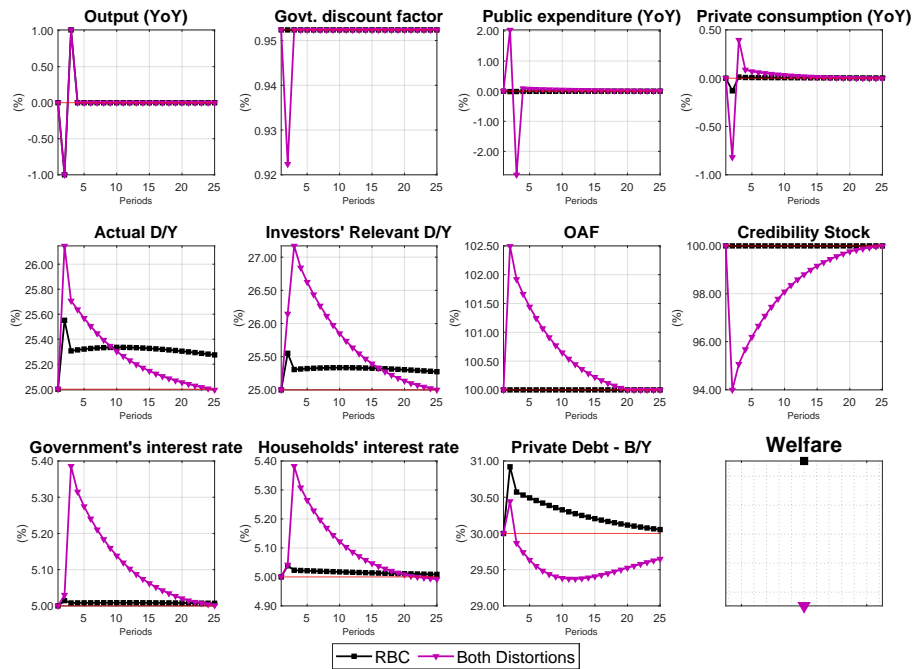 Output (YoY)
Govt. discount factor
Public expenditure (YoY)
Private consumption (YoY)
(%)
1.00
0.50
0.00
-0.50
-1.00
5 10 15 20 25
Periods
(%)
0.95
0.94
0.93
0.92
5 10 15 20 25
Periods
(%)
2.00
1.00
0.00
-1.00
-2.00
5 10 15 20 25
Periods
(%)
0.50
0.00
-0.50
-1.00
5 10 15 20 25
Periods
Actual D/Y
Investors' Relevant D/Y
OAF
Credibility Stock
(%)
26.00
25.80
25.60
25.40
25.20
25.00
5 10 15 20 25
Periods
(%)
27.00
26.50
26.00
25.50
25.00
5 10 15 20 25
Periods
(%)
102.50
102.00
101.50
101.00
100.50
100.00
5 10 15 20 25
Periods
(%)
100.00
98.00
96.00
94.00
5 10 15 20 25
Periods
Government's interest rate
Households' interest rate
Private Debt - B/Y
Welfare
(%)
5.40
5.30
5.20
5.10
5.00
5 10 15 20 25
Periods
(%)
5.40
5.30
5.20
5.10
5.00
4.90
5 10 15 20 25
Periods
(%)
31.00
30.50
30.00
29.50
29.00
5 10 15 20 25
Periods
RBC Both Distortions